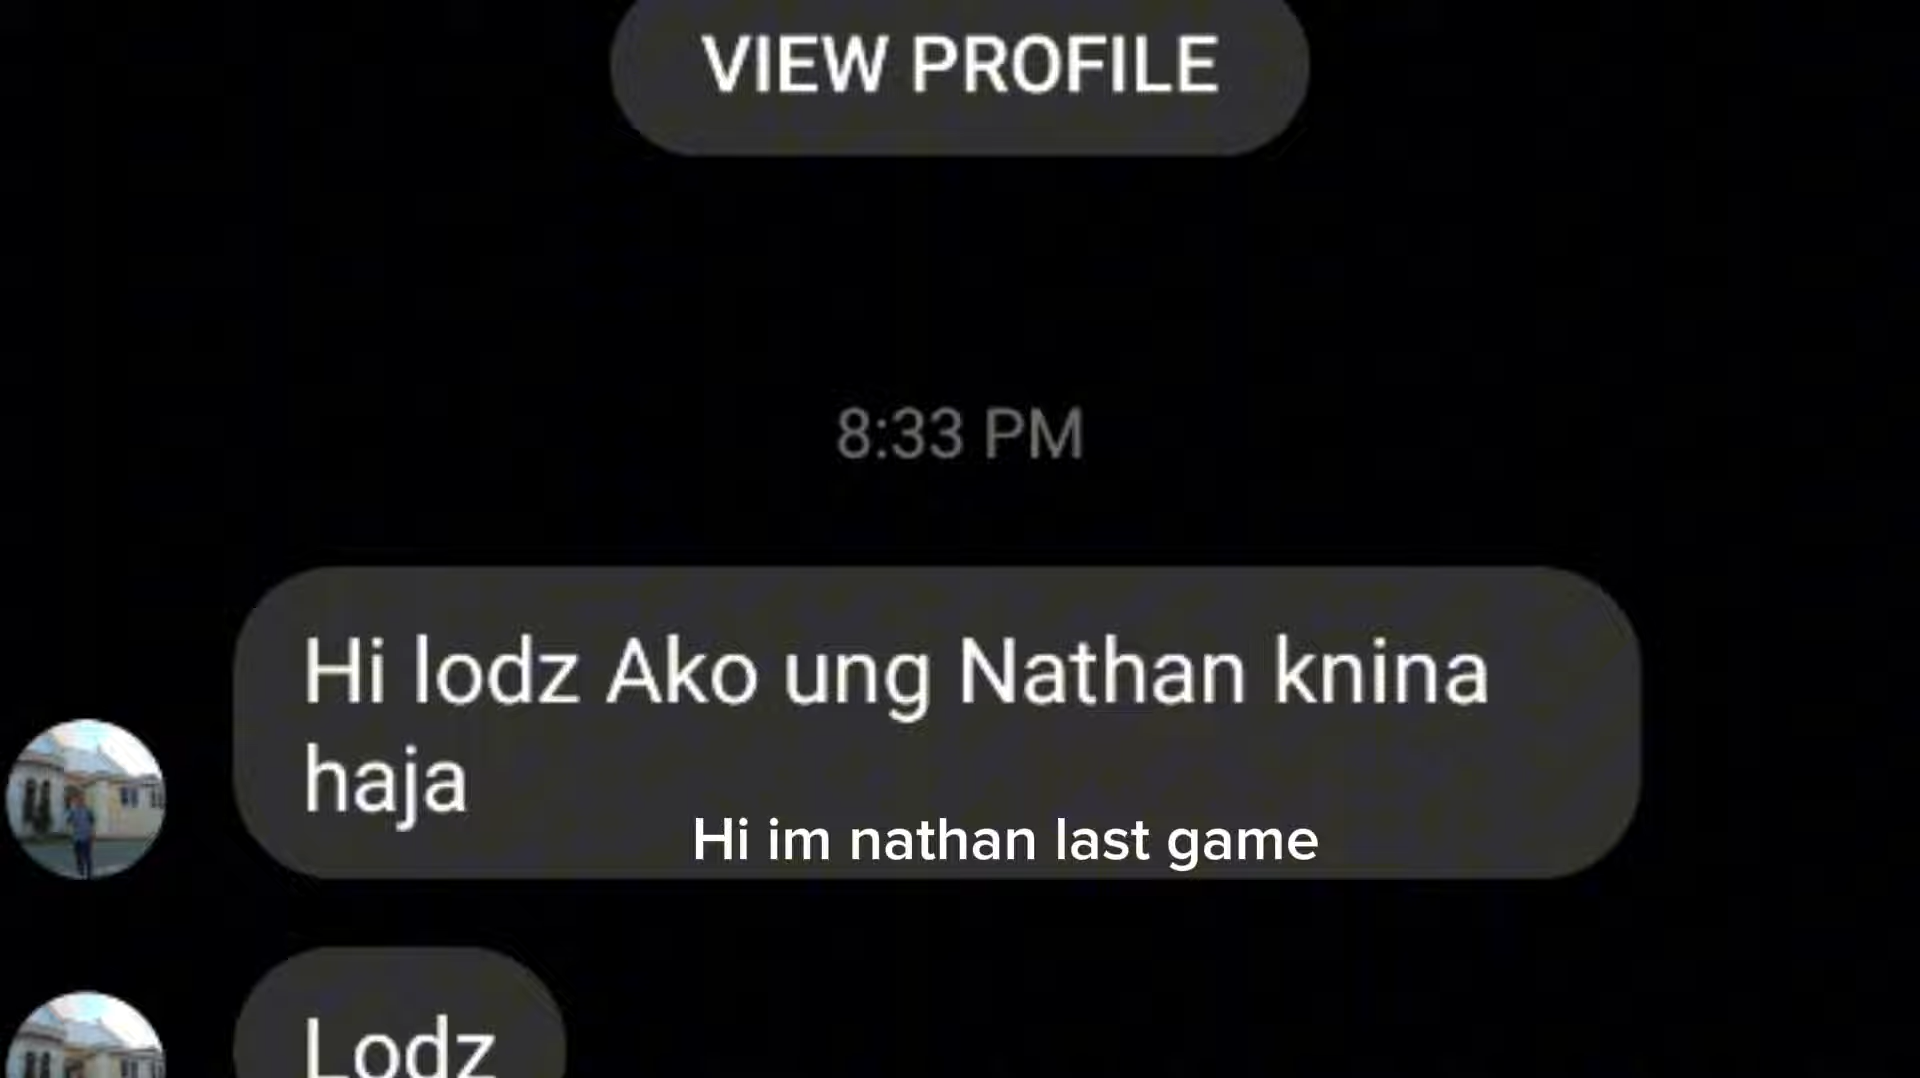 VIEW PROFILE
8:33 PM
Hi lodz Ako ung Nathan knina
haja
Hi im nathan last game
Lodz